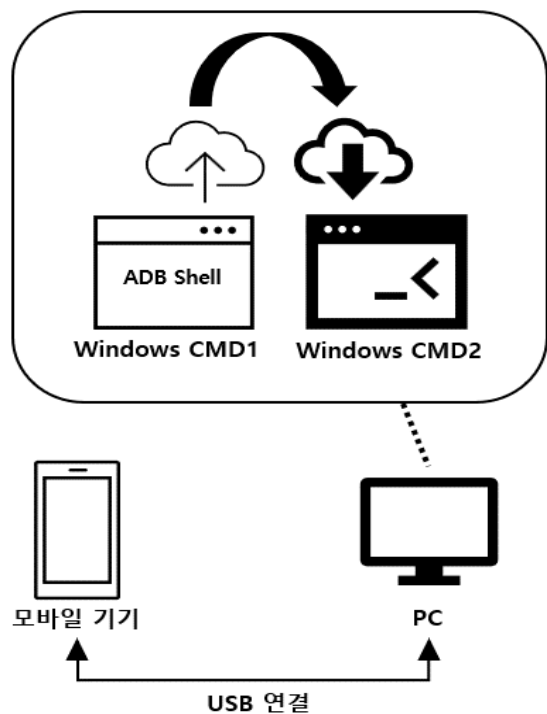 ADB Shell
Windows CMD1
Windows CMD2
모바일 기기
PC
USB 연결